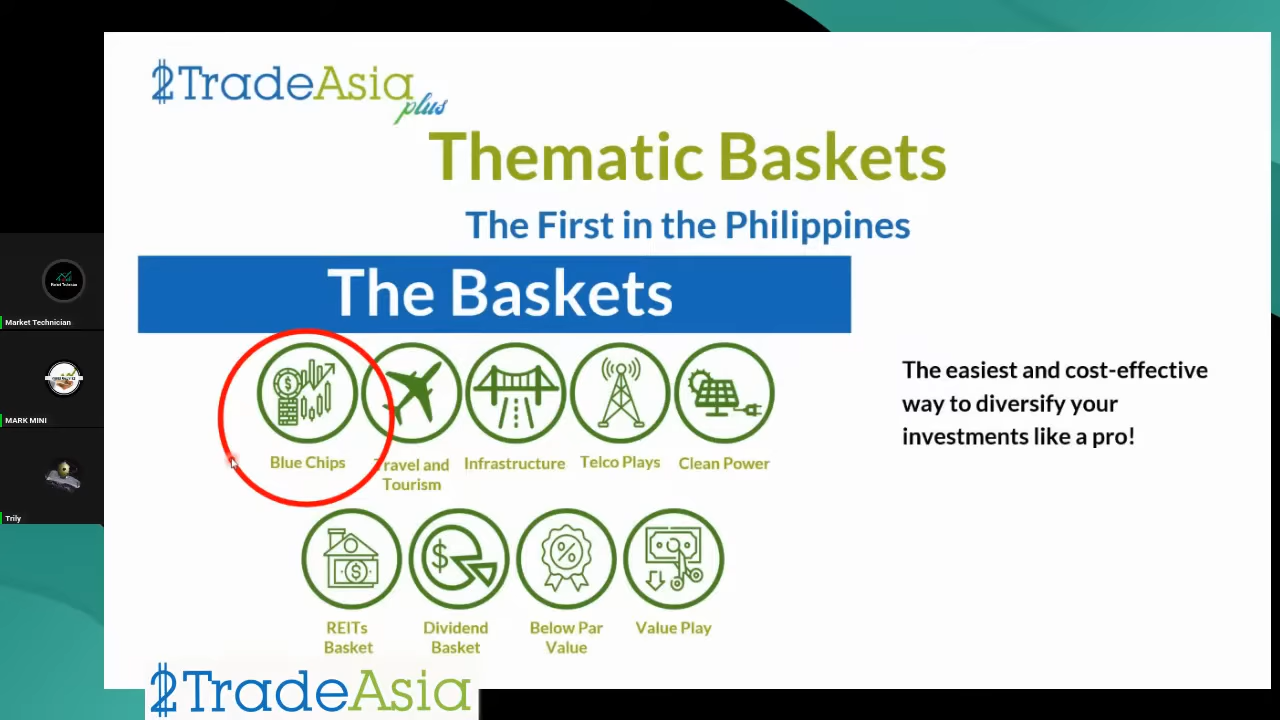 2TradeAsia
plus
Thematic Baskets
The First in the Philippines
The Baskets
Blue Chips
Travel and
Tourism
Infrastructure
Telco Plays
Clean Power
The easiest and cost-effective
way to diversify your
investments like a pro!
REITs
Basket
Dividend
Basket
Below Par
Value
Value Play
Market Technician
MARK MINI
Trily
2TradeAsia